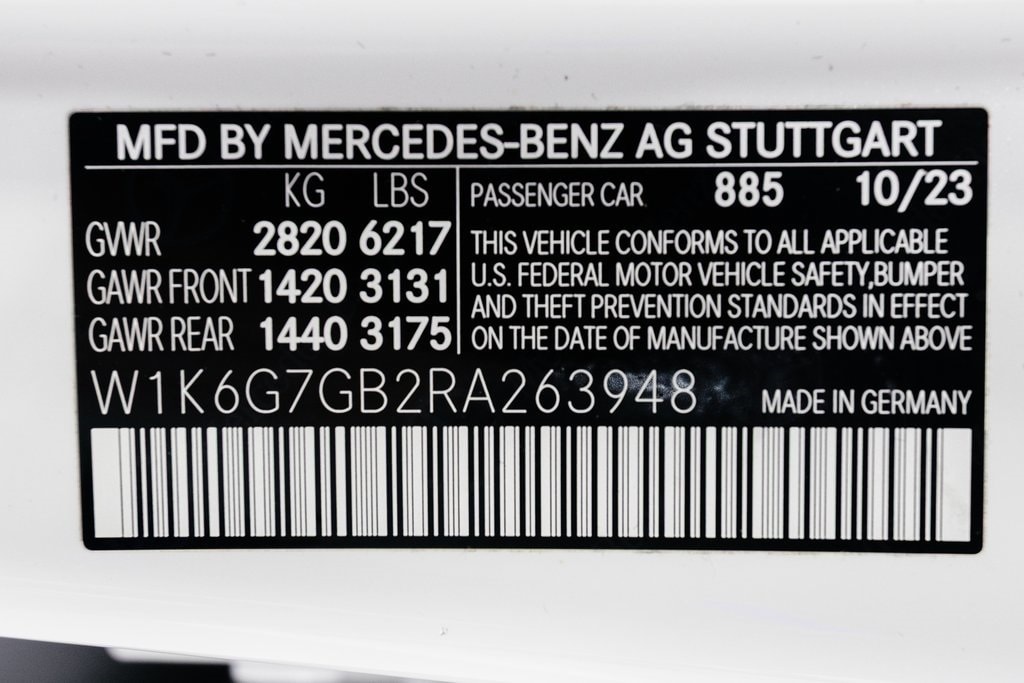 MFD BY MERCEDES-BENZ AG STUTTGART
KG LBS
GVWR 2820 6217
GAWR FRONT 1420 3131
GAWR REAR 1440 3175
PASSENGER CAR 885 10/23
THIS VEHICLE CONFORMS TO ALL APPLICABLE
U.S. FEDERAL MOTOR VEHICLE SAFETY,BUMPER
AND THEFT PREVENTION STANDARDS IN EFFECT
ON THE DATE OF MANUFACTURE SHOWN ABOVE
W1K6G7GB2RA263948 MADE IN GERMANY